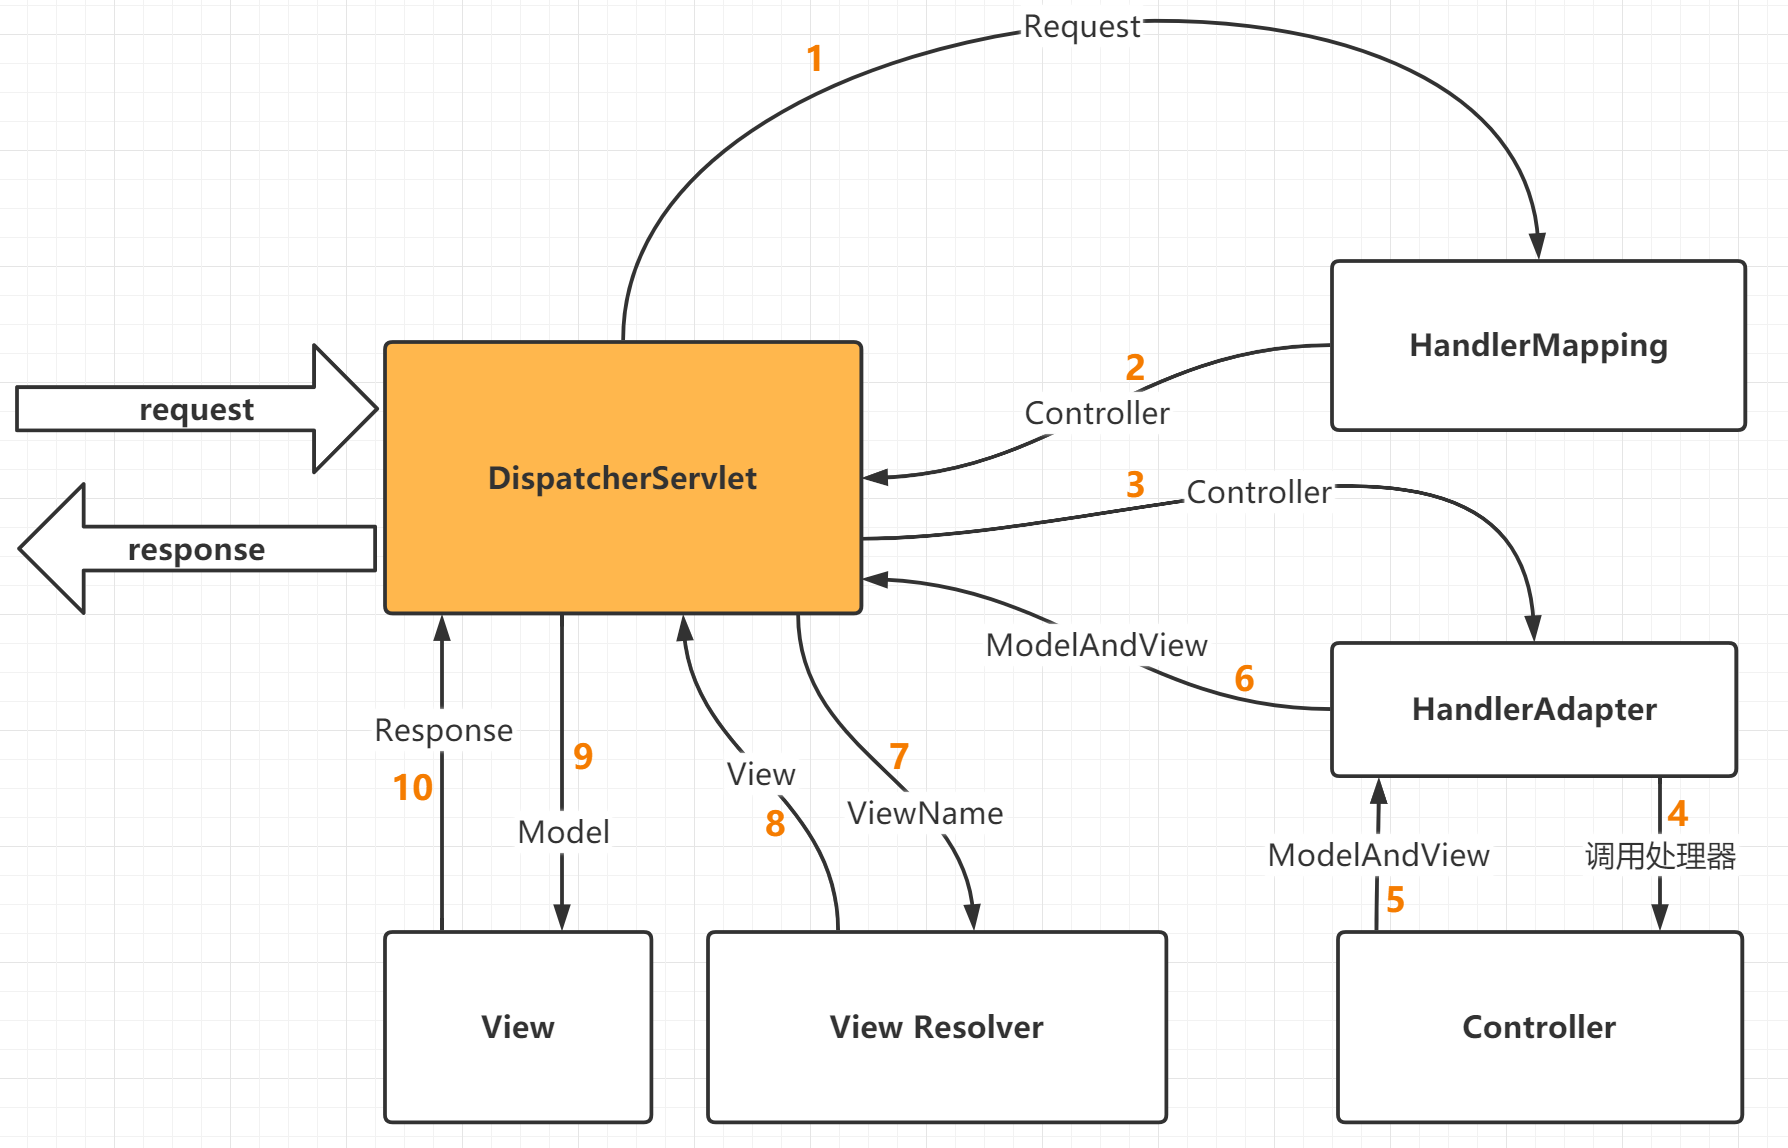 Request
1
HandlerMapping
2
Controller
request
DispatcherServlet
3
Controller
response
ModelAndView
6
HandlerAdapter
Response
9
7
View
10
8
ViewName
4
Model
ModelAndView
调用处理器
5
View
View Resolver
Controller